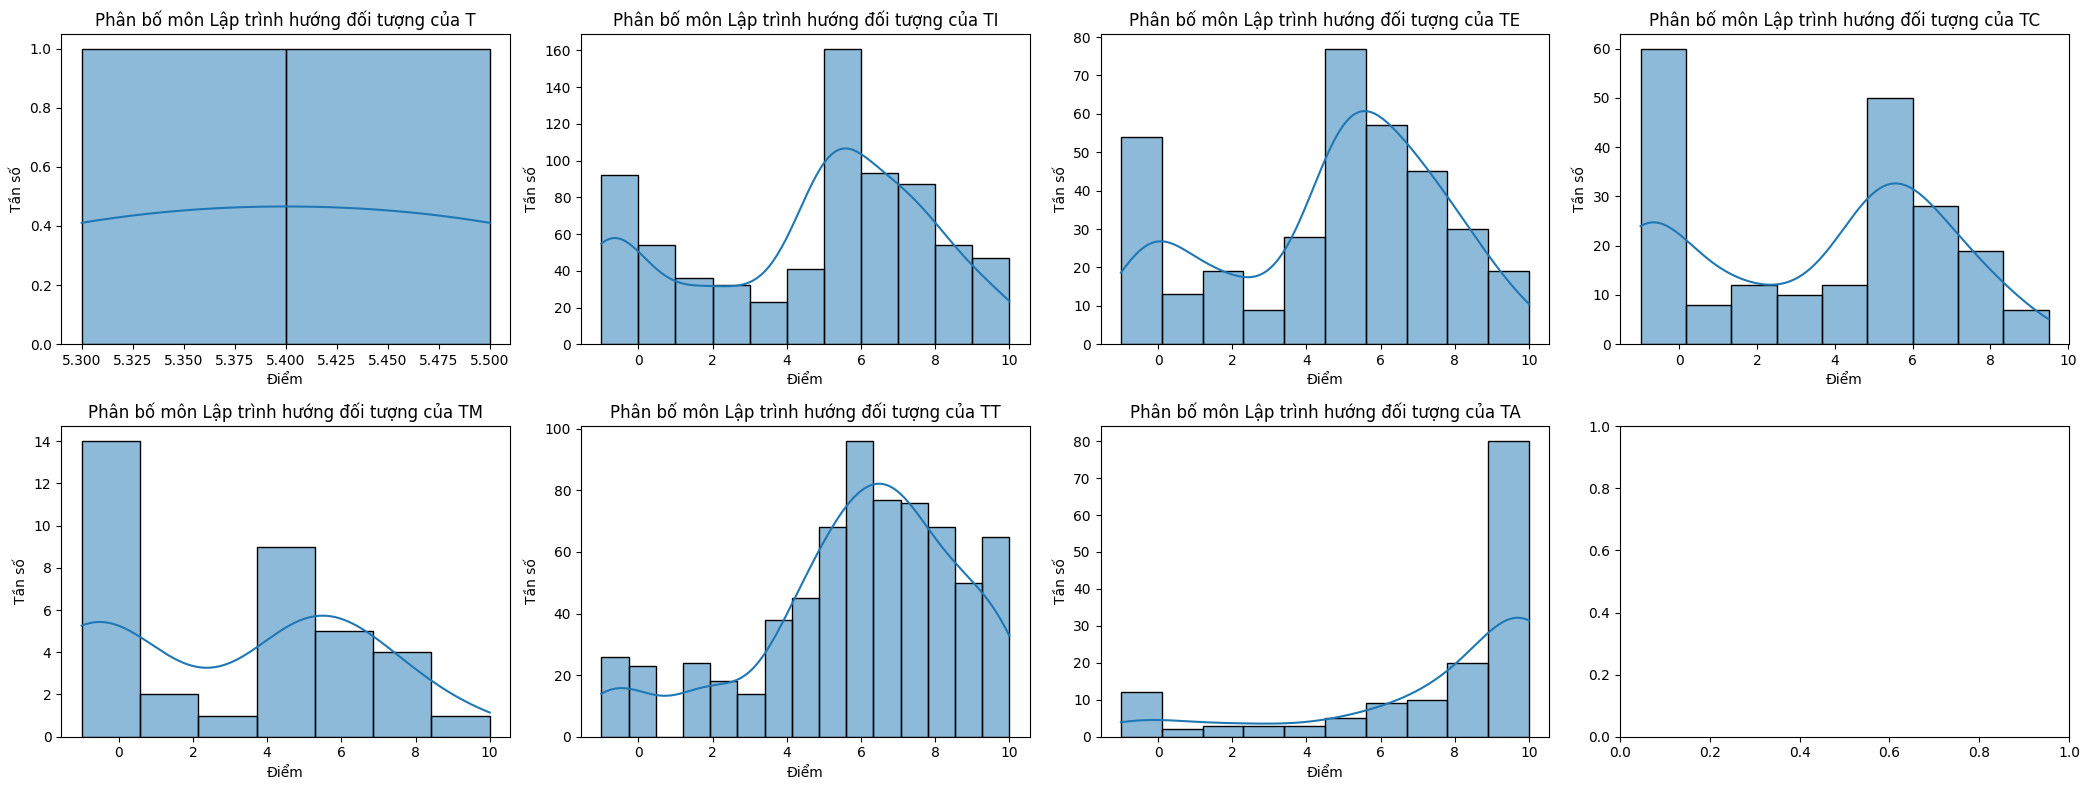 Phân bố môn Lập trình hướng đối tượng của T
Tần số
1.0
0.8
0.6
0.4
0.2
0.0
5.300 5.325 5.350 5.375 5.400 5.425 5.450 5.475 5.500
Điểm
Phân bố môn Lập trình hướng đối tượng của TI
Tần số
160
140
120
100
80
60
40
20
0
0 2 4 6 8 10
Điểm
Phân bố môn Lập trình hướng đối tượng của TE
Tần số
80
70
60
50
40
30
20
10
0
0 2 4 6 8 10
Điểm
Phân bố môn Lập trình hướng đối tượng của TC
Tần số
60
50
40
30
20
10
0
0 2 4 6 8 10
Điểm
Phân bố môn Lập trình hướng đối tượng của TM
Tần số
14
12
10
8
6
4
2
0
0 2 4 6 8 10
Điểm
Phân bố môn Lập trình hướng đối tượng của TT
Tần số
100
80
60
40
20
0
0 2 4 6 8 10
Điểm
Phân bố môn Lập trình hướng đối tượng của TA
Tần số
80
70
60
50
40
30
20
10
0
0 2 4 6 8 10
Điểm
1.0
0.8
0.6
0.4
0.2
0.0
0.0 0.2 0.4 0.6 0.8 1.0